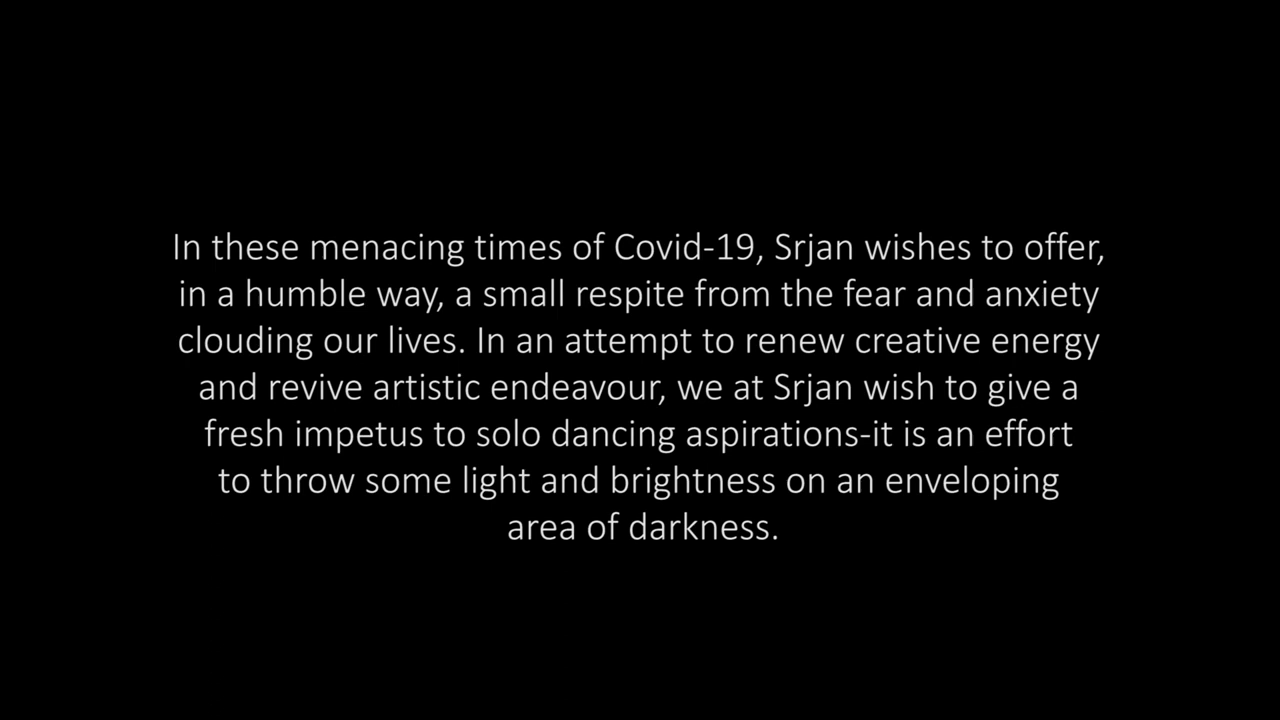 In these menacing times of Covid-19, Srjan wishes to offer,
in a humble way, a small respite from the fear and anxiety
clouding our lives. In an attempt to renew creative energy
and revive artistic endeavour, we at Srjan wish to give a
fresh impetus to solo dancing aspirations-it is an effort
to throw some light and brightness on an enveloping
area of darkness.